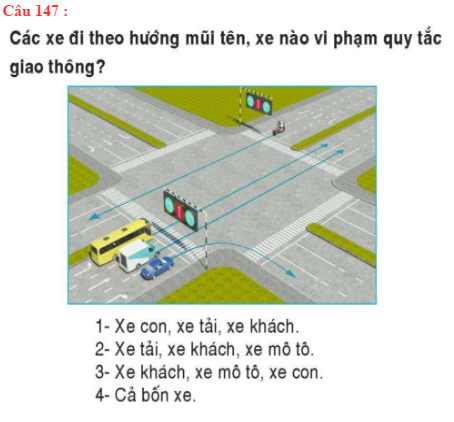 Câu 147 :
Các xe đi theo hướng mũi tên, xe nào vi phạm quy tắc
giao thông?
1- Xe con, xe tải, xe khách.
2- Xe tải, xe khách, xe mô tô.
3- Xe khách, xe mô tô, xe con.
4- Cả bốn xe.